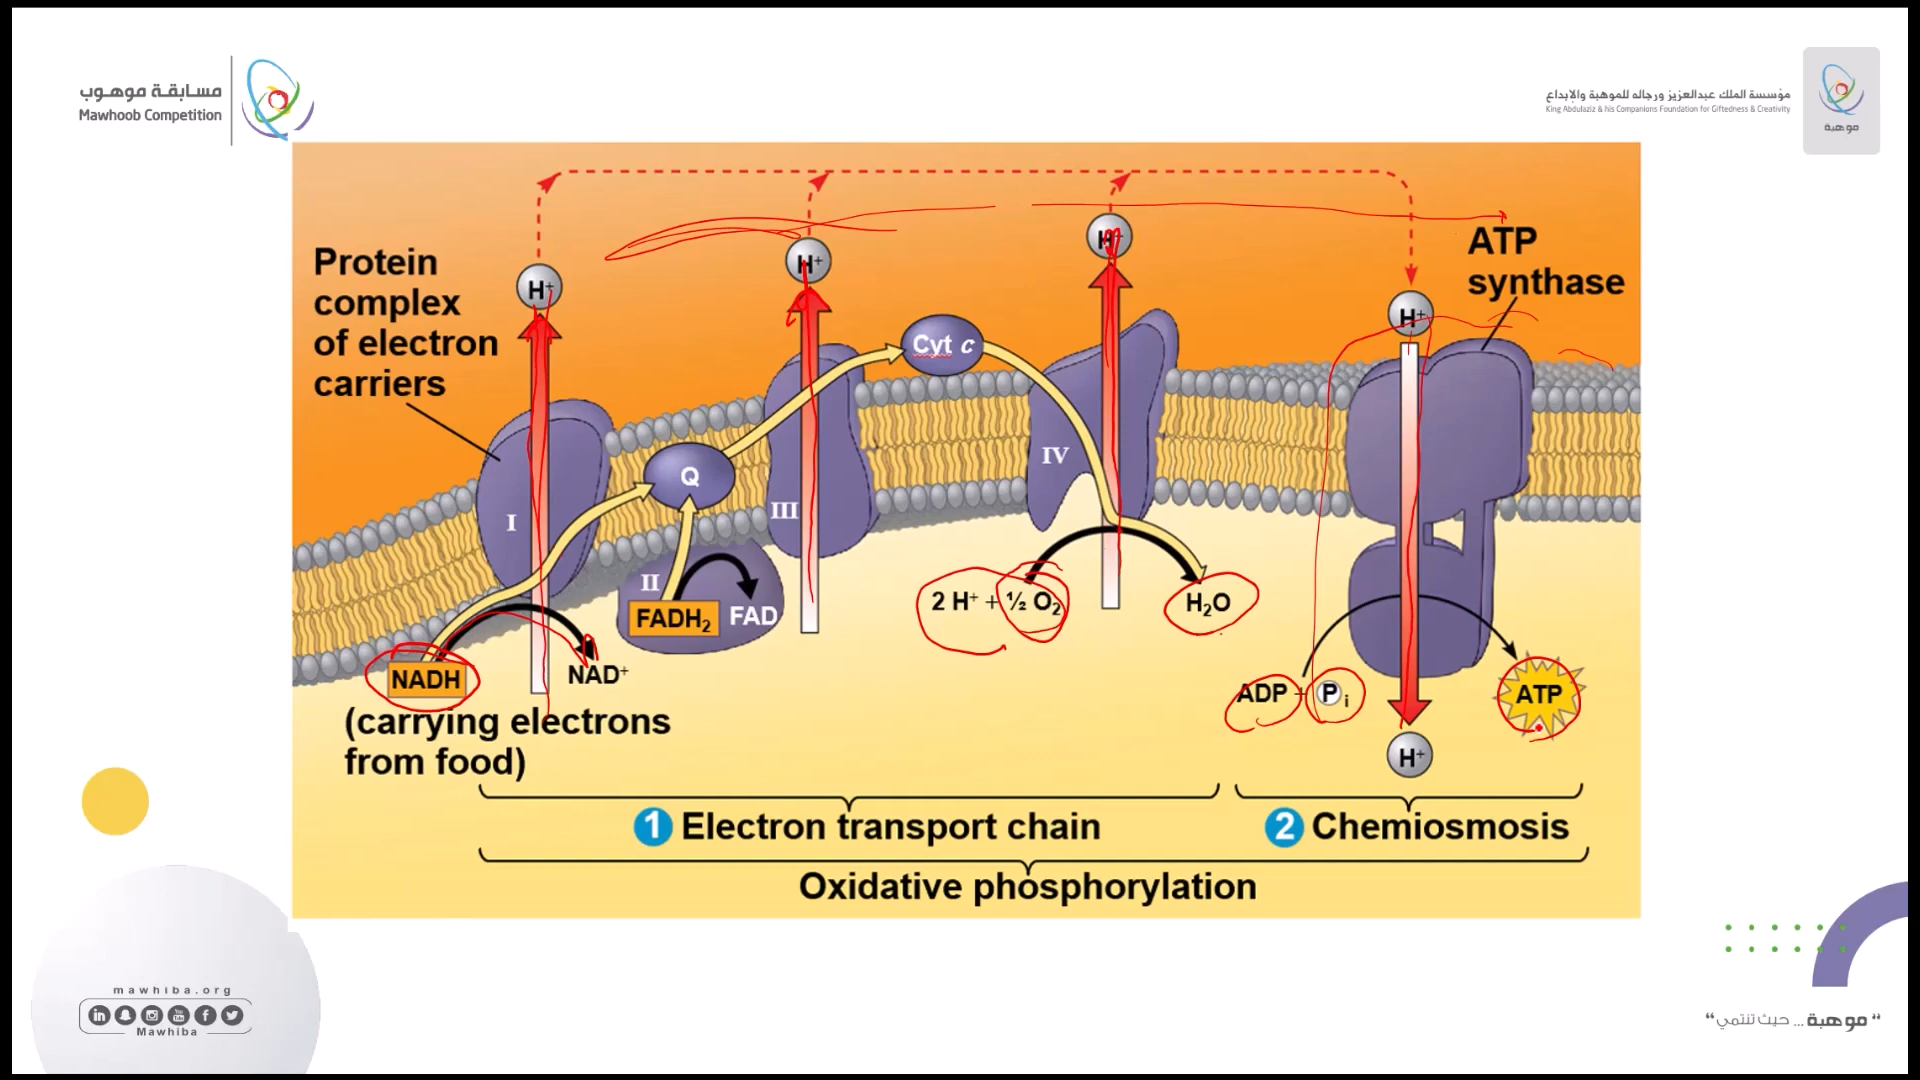 مسابقة موهوب
Mawhoob Competition
مؤسسة الملك عبدالعزيز ورجاله للموهبة والإبداع
King Abdulaziz & his Companions Foundation for Giftedness & Creativity
موهبة
Protein
complex
of electron
carriers
H⁺
H⁺
H⁺
H⁺
ATP
synthase
Cyt c
Q
I
II
III
IV
FADH₂
FAD
NADH
NAD⁺
(carrying electrons
from food)
2 H⁺ + ½ O₂
H₂O
ADP + P i
ATP
H⁺
1 Electron transport chain
2 Chemiosmosis
Oxidative phosphorylation
mawhiba.org
in You Tube f
Mawhiba
”موهبة ... حيث تنتمي“